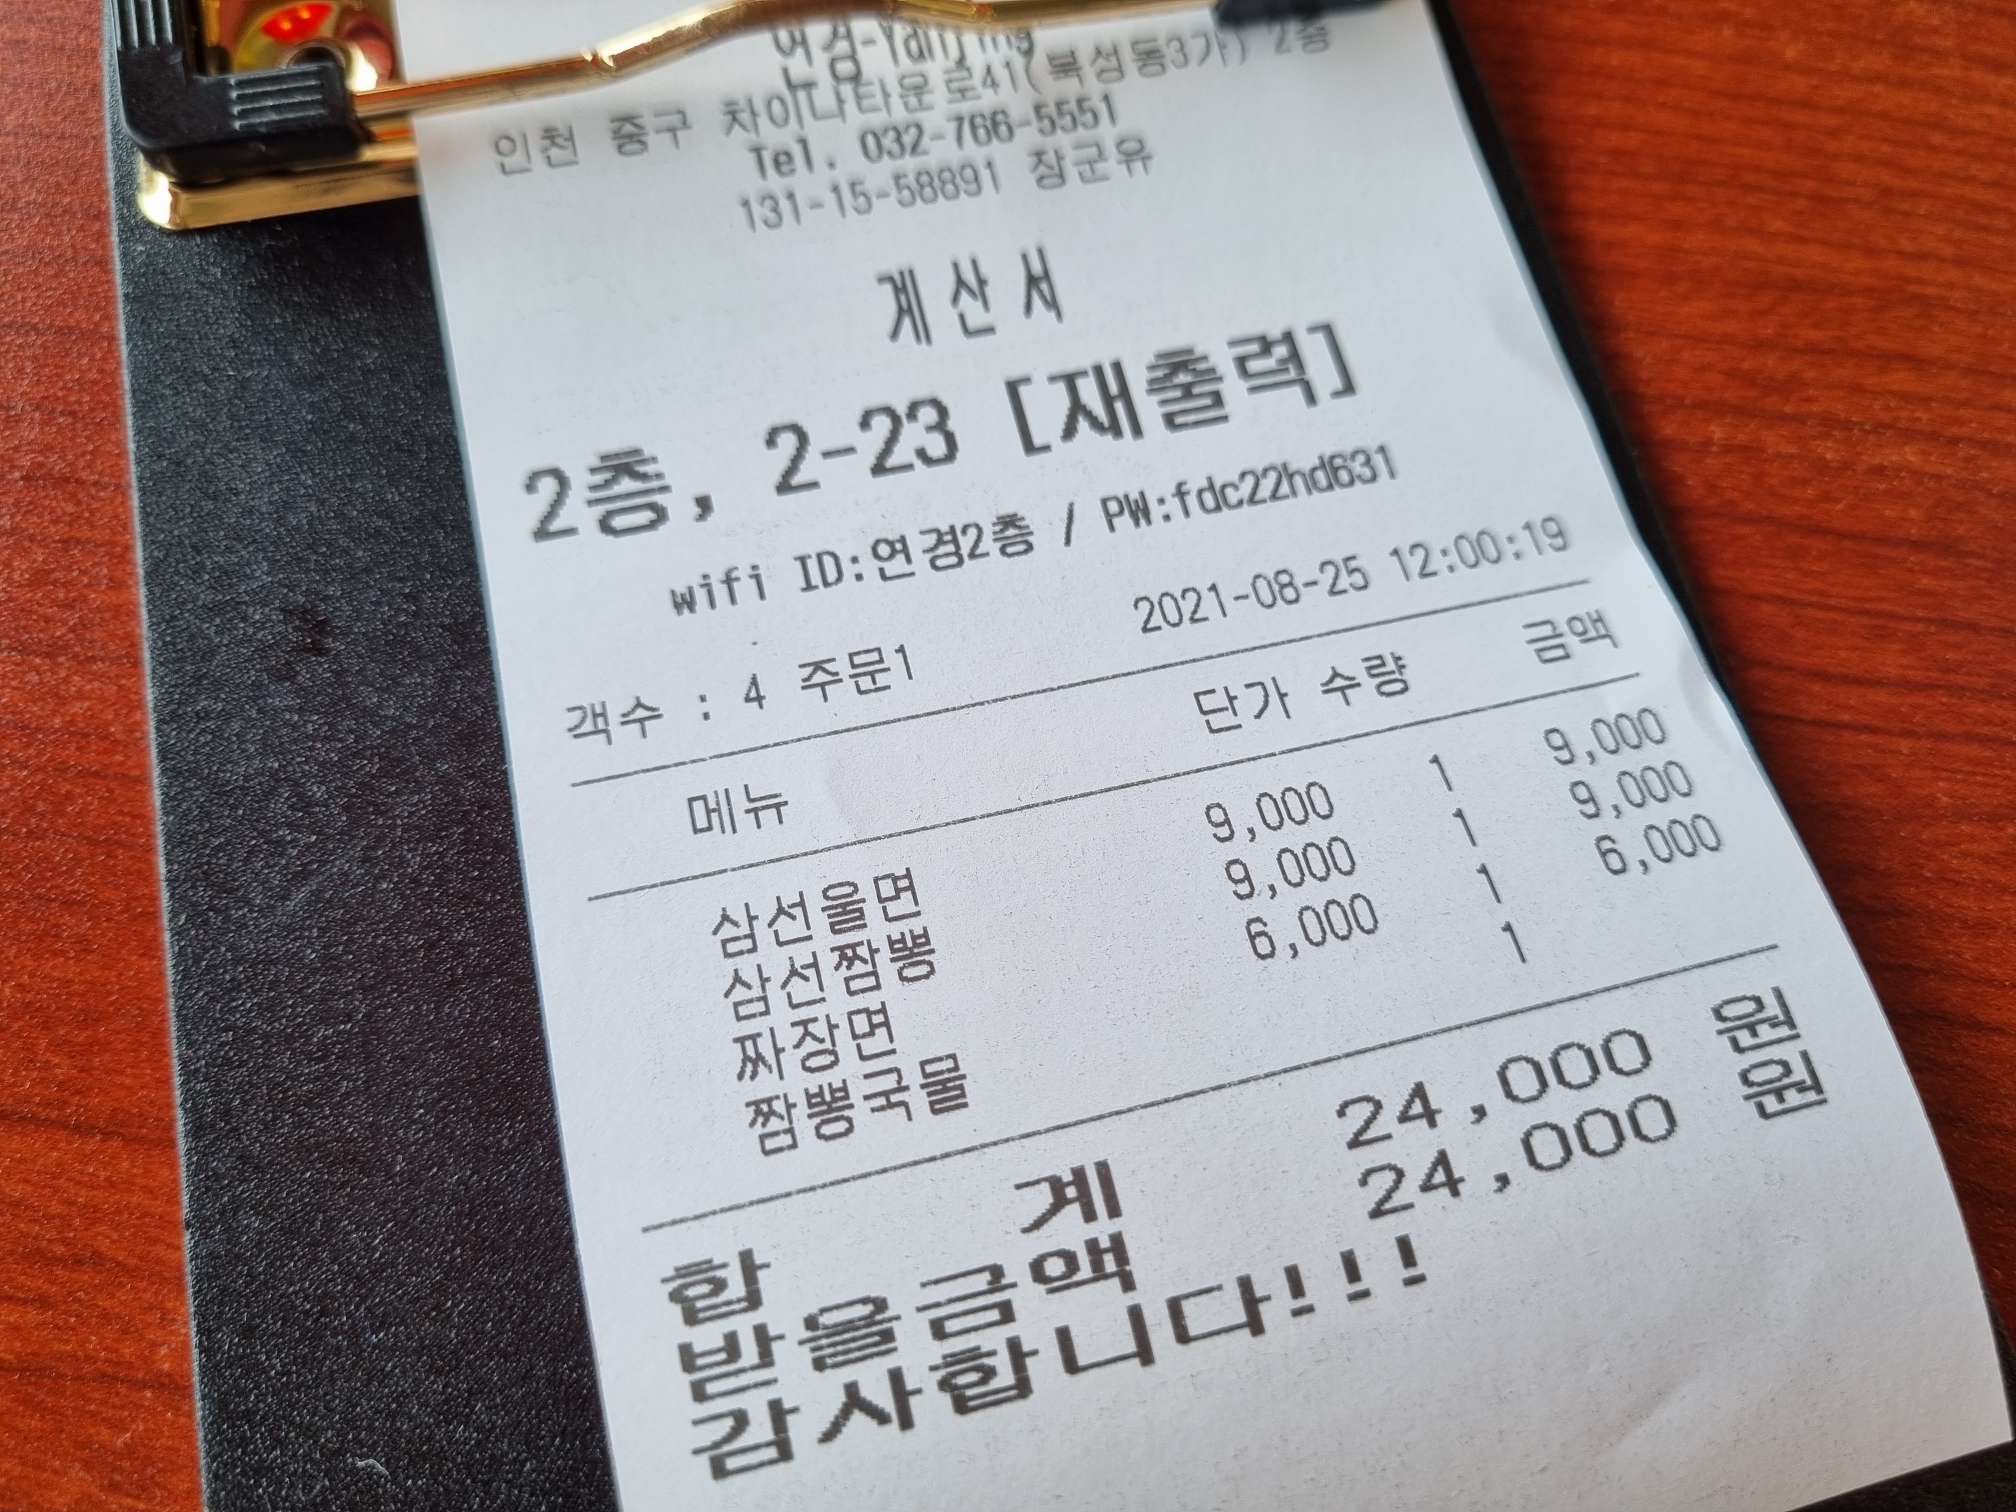 연경-Yanjing
인천 중구 차이나타운로41(북성동3가) 2층
Tel. 032-766-5551
131-15-58891 장군유
계산서
2층, 2-23 [재출력]
wifi ID:연경2층 / PW:fdc22hd631
2021-08-25 12:00:19
객수 : 4 주문1
메뉴 단가 수량 금액
삼선울면 9,000 1 9,000
삼선짬뽕 9,000 1 9,000
짜장면 6,000 1 6,000
짬뽕국물 1
합 계 24,000 원
받을금액 24,000 원
감사합니다!!!